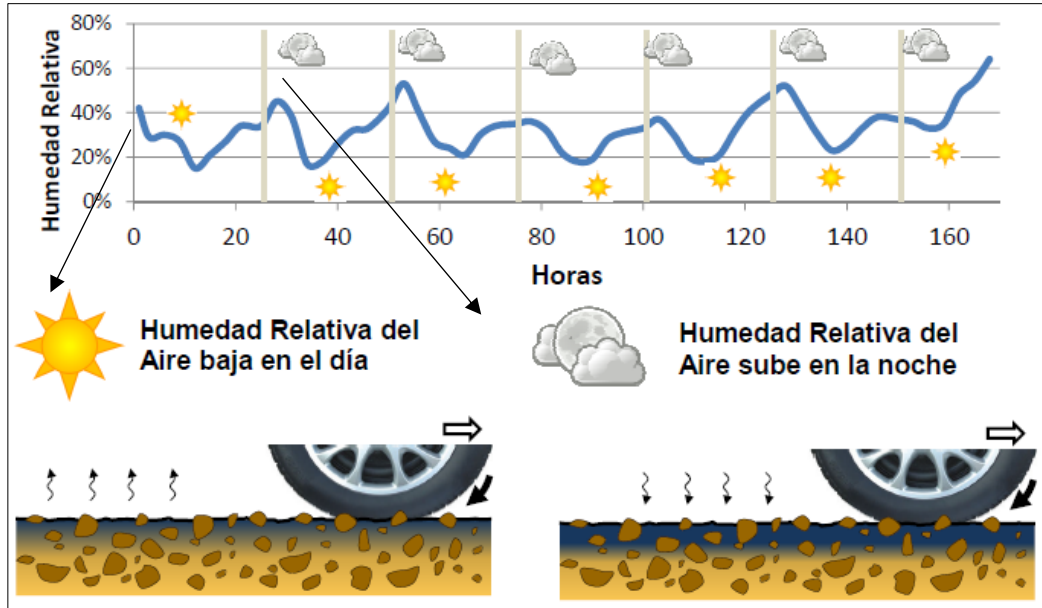 80%
60%
40%
20%
0%
Humedad Relativa
0 20 40 60 80 100 120 140 160
Horas
Humedad Relativa del
Aire baja en el día
Humedad Relativa del
Aire sube en la noche